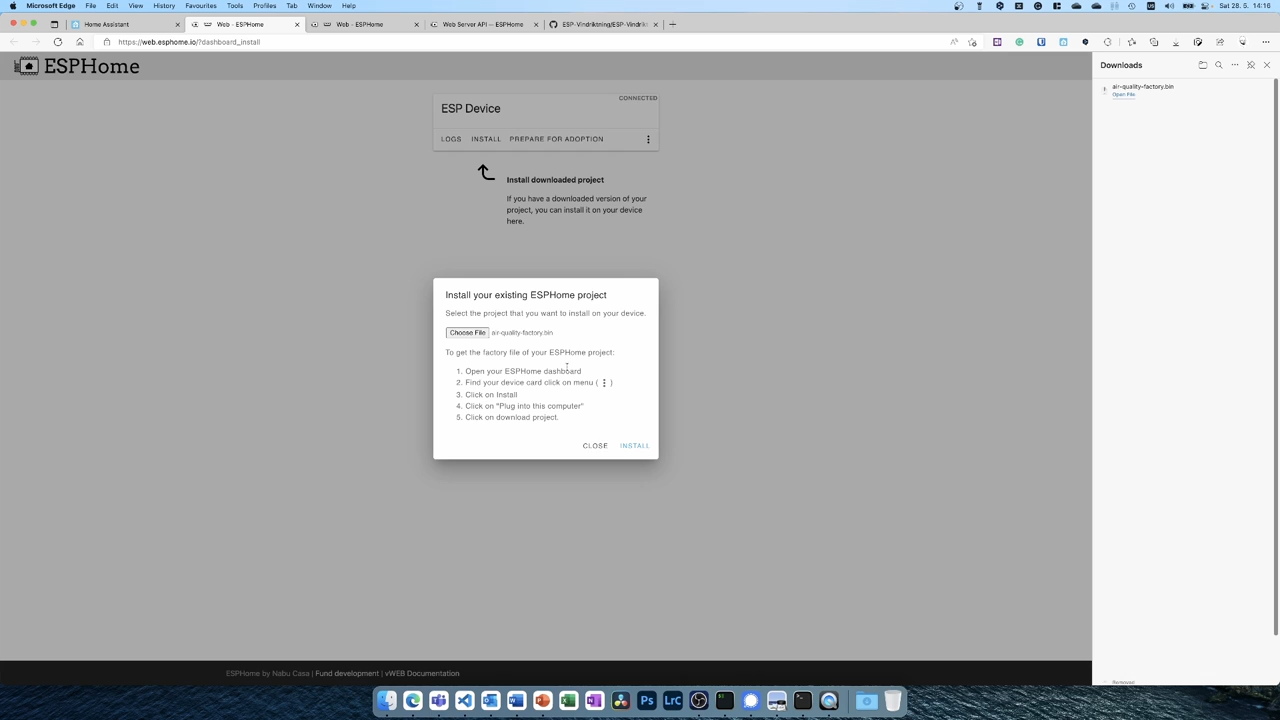 Microsoft Edge File Edit View History Favourites Tools Profiles Tab Window Help Sat 28. 5. 14:16
Home Assistant
Web - ESPHome
Web - ESPHome
Web Server API — ESPHome
ESP-Vindriktning/ESP-Vindrikt
https://web.esphome.io/?dashboard_install
ESPHome
CONNECTED
ESP Device
LOGS INSTALL PREPARE FOR ADOPTION
Install downloaded project
If you have a downloaded version of your
project, you can install it on your device
here.
Install your existing ESPHome project
Select the project that you want to install on your device.
Choose File air-quality-factory.bin
To get the factory file of your ESPHome project:
1. Open your ESPHome dashboard
2. Find your device card click on menu ( ⋮ )
3. Click on Install
4. Click on "Plug into this computer"
5. Click on download project.
CLOSE INSTALL
Downloads
air-quality-factory.bin
Open File
Removed
ESPHome by Nabu Casa | Fund development | vWEB Documentation